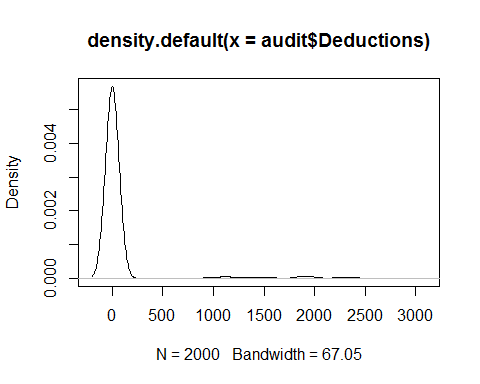 density.default(x = audit$Deductions)
Density
0.004
0.002
0.000
0 500 1000 1500 2000 2500 3000
N = 2000 Bandwidth = 67.05